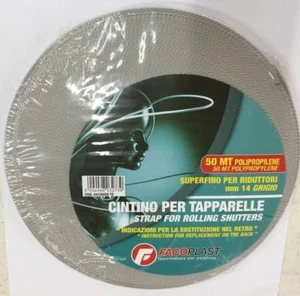 50 MT POLIPROPILENE
50 MT POLYPROPYLENE
SUPERFINO PER RIDUTTORI
mm 14 GRIGIO
CINTINO PER TAPPARELLE
STRAP FOR ROLLING SHUTTERS
INDICAZIONI PER LA SOSTITUZIONE NEL RETRO
INSTRUCTION FOR REPLACEMENT ON THE BACK
FACOPLAST